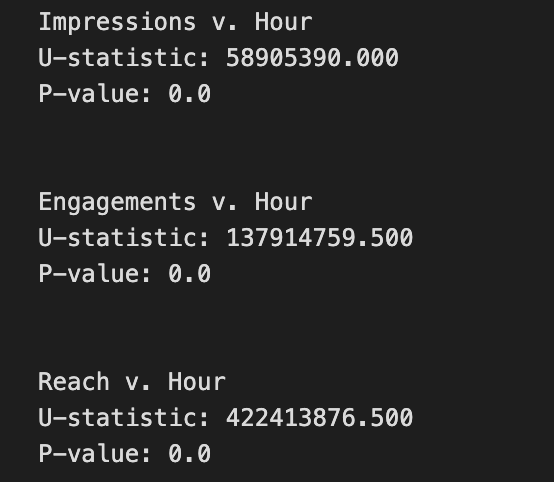 Impressions v. Hour
U-statistic: 58905390.000
P-value: 0.0
Engagements v. Hour
U-statistic: 137914759.500
P-value: 0.0
Reach v. Hour
U-statistic: 422413876.500
P-value: 0.0